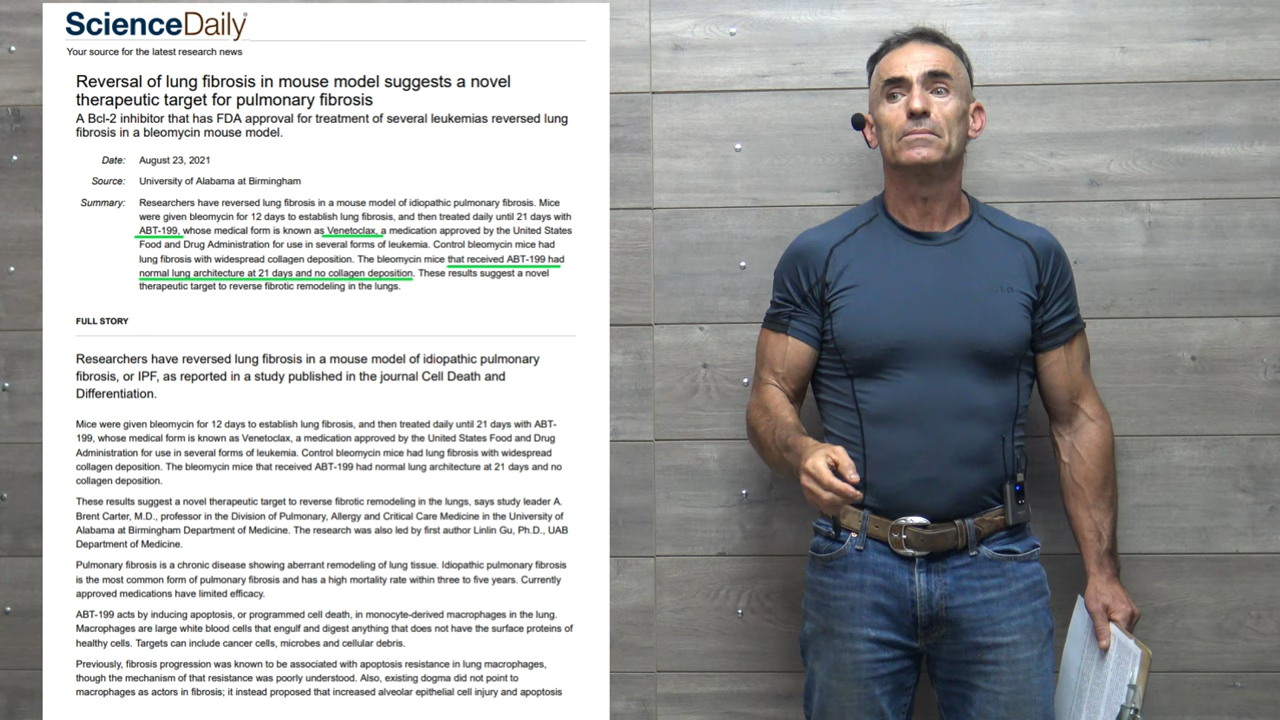 ScienceDaily
Your source for the latest research news
Reversal of lung fibrosis in mouse model suggests a novel
therapeutic target for pulmonary fibrosis
A Bcl-2 inhibitor that has FDA approval for treatment of several leukemias reversed lung
fibrosis in a bleomycin mouse model.
Date: August 23, 2021
Source: University of Alabama at Birmingham
Summary: Researchers have reversed lung fibrosis in a mouse model of idiopathic pulmonary fibrosis. Mice
were given bleomycin for 12 days to establish lung fibrosis, and then treated daily until 21 days with
ABT-199, whose medical form is known as Venetoclax, a medication approved by the United States
Food and Drug Administration for use in several forms of leukemia. Control bleomycin mice had
lung fibrosis with widespread collagen deposition. The bleomycin mice that received ABT-199 had
normal lung architecture at 21 days and no collagen deposition. These results suggest a novel
therapeutic target to reverse fibrotic remodeling in the lungs.
FULL STORY
Researchers have reversed lung fibrosis in a mouse model of idiopathic pulmonary
fibrosis, or IPF, as reported in a study published in the journal Cell Death and
Differentiation.
Mice were given bleomycin for 12 days to establish lung fibrosis, and then treated daily until 21 days with ABT-
199, whose medical form is known as Venetoclax, a medication approved by the United States Food and Drug
Administration for use in several forms of leukemia. Control bleomycin mice had lung fibrosis with widespread
collagen deposition. The bleomycin mice that received ABT-199 had normal lung architecture at 21 days and no
collagen deposition.
These results suggest a novel therapeutic target to reverse fibrotic remodeling in the lungs, says study leader A.
Brent Carter, M.D., professor in the Division of Pulmonary, Allergy and Critical Care Medicine in the University of
Alabama at Birmingham Department of Medicine. The research was also led by first author Linlin Gu, Ph.D., UAB
Department of Medicine.
Pulmonary fibrosis is a chronic disease showing aberrant remodeling of lung tissue. Idiopathic pulmonary fibrosis
is the most common form of pulmonary fibrosis and has a high mortality rate within three to five years. Currently
approved medications have limited efficacy.
ABT-199 acts by inducing apoptosis, or programmed cell death, in monocyte-derived macrophages in the lung.
Macrophages are large white blood cells that engulf and digest anything that does not have the surface proteins of
healthy cells. Targets can include cancer cells, microbes and cellular debris.
Previously, fibrosis progression was known to be associated with apoptosis resistance in lung macrophages,
though the mechanism of that resistance was poorly understood. Also, existing dogma did not point to
macrophages as actors in fibrosis; it instead proposed that increased alveolar epithelial cell injury and apoptosis